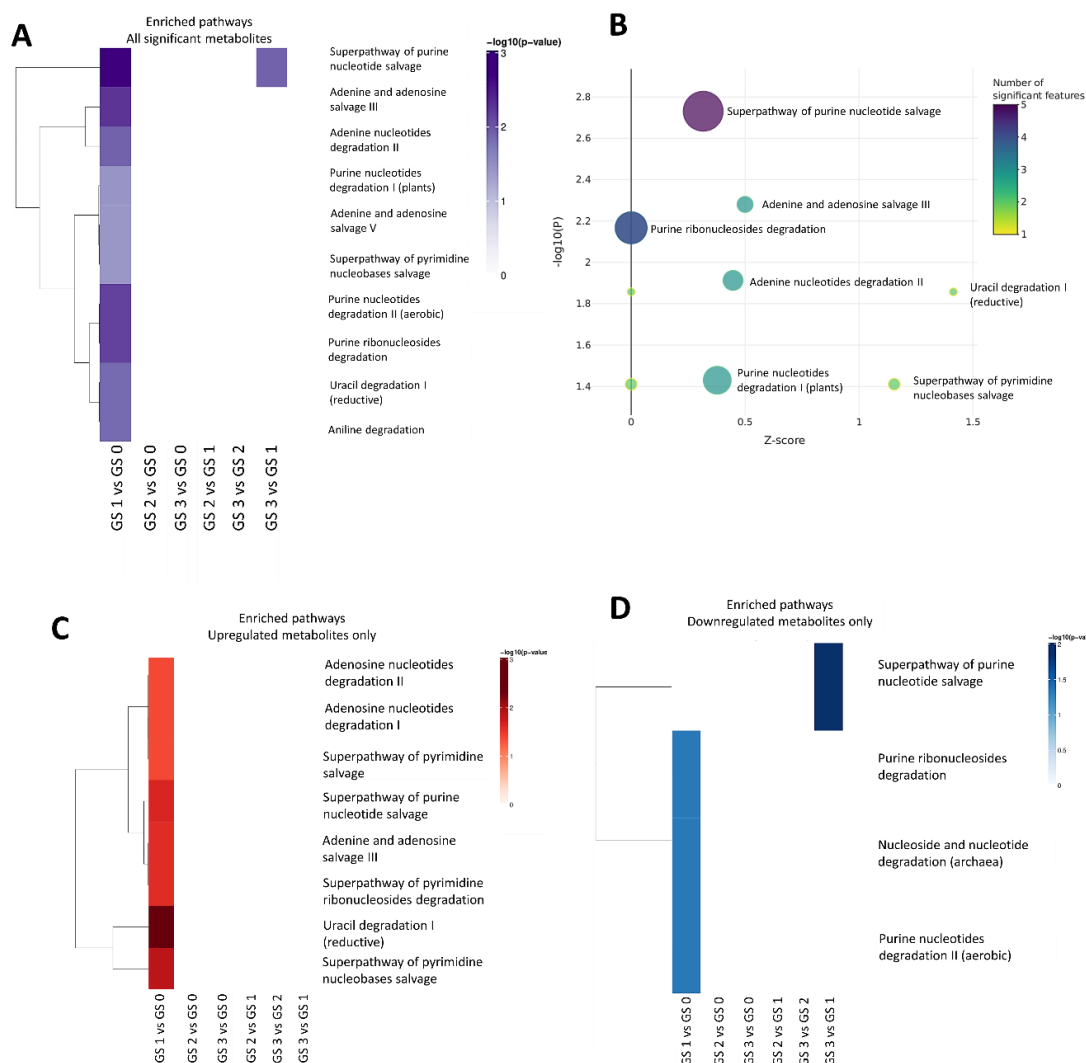 A
Enriched pathways
All significant metabolites
−log10(p-value)
3
2
1
0
Superpathway of purine
nucleotide salvage
Adenine and adenosine
salvage III
Adenine nucleotides
degradation II
Purine nucleotides
degradation I (plants)
Adenine and adenosine
salvage V
Superpathway of pyrimidine
nucleobases salvage
Purine nucleotides
degradation II (aerobic)
Purine ribonucleosides
degradation
Uracil degradation I
(reductive)
Aniline degradation
GS 1 vs GS 0
GS 2 vs GS 0
GS 3 vs GS 0
GS 2 vs GS 1
GS 3 vs GS 2
GS 3 vs GS 1
B
Number of
significant features
5
4
3
2
1
-log10(P)
2.8
2.6
2.4
2.2
2
1.8
1.6
1.4
Superpathway of purine nucleotide salvage
Adenine and adenosine salvage III
Purine ribonucleosides degradation
Adenine nucleotides degradation II
Uracil degradation I
(reductive)
Purine nucleotides
degradation I (plants)
Superpathway of pyrimidine
nucleobases salvage
0
0.5
1
1.5
Z-score
C
Enriched pathways
Upregulated metabolites only
−log10(p-value
3
2
1
0
Adenosine nucleotides
degradation II
Adenosine nucleotides
degradation I
Superpathway of pyrimidine
salvage
Superpathway of purine
nucleotide salvage
Adenine and adenosine
salvage III
Superpathway of pyrimidine
ribonucleosides degradation
Uracil degradation I
(reductive)
Superpathway of pyrimidine
nucleobases salvage
GS 1 vs GS 0
GS 2 vs GS 0
GS 3 vs GS 0
GS 2 vs GS 1
GS 3 vs GS 2
GS 3 vs GS 1
D
Enriched pathways
Downregulated metabolites only
−log10(p-va
2
1.5
1
0.5
0
Superpathway of purine
nucleotide salvage
Purine ribonucleosides
degradation
Nucleoside and nucleotide
degradation (archaea)
Purine nucleotides
degradation II (aerobic)
GS 1 vs GS 0
GS 2 vs GS 0
GS 3 vs GS 0
GS 2 vs GS 1
GS 3 vs GS 2
GS 3 vs GS 1